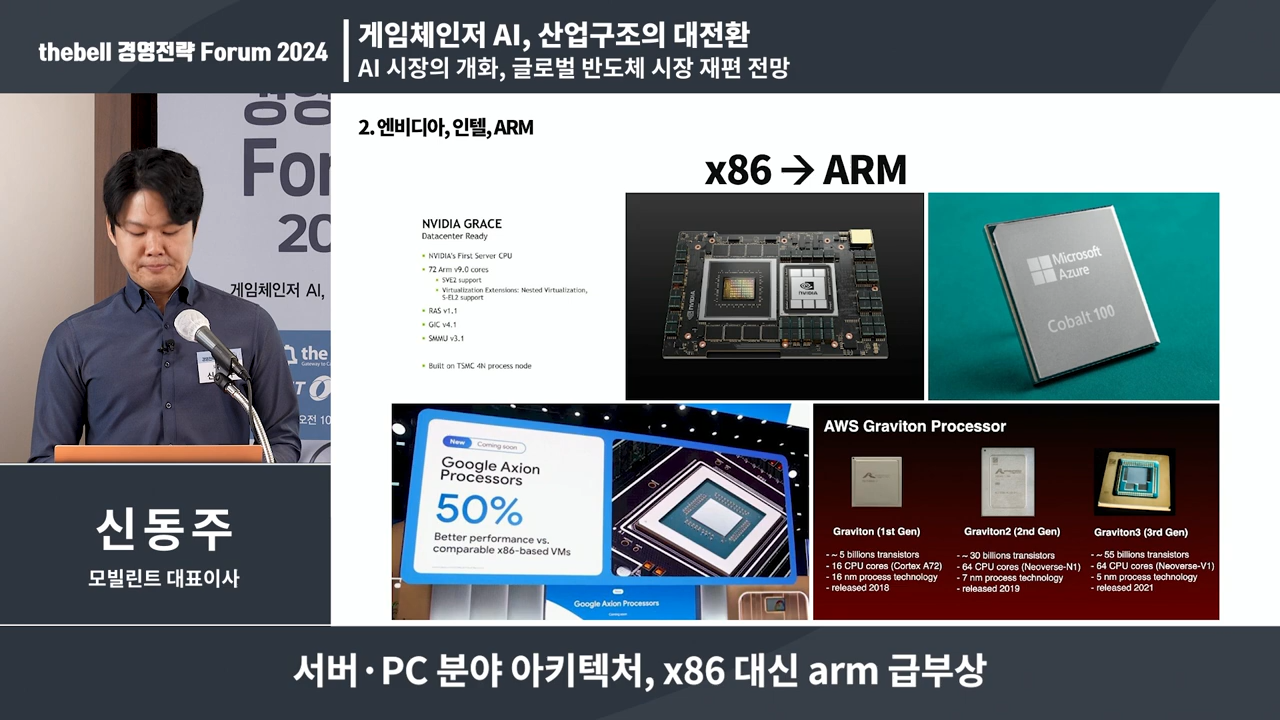 thebell 경영전략 Forum 2024
게임체인저 AI, 산업구조의 대전환
AI 시장의 개화, 글로벌 반도체 시장 재편 전망
2. 엔비디아, 인텔, ARM
x86 → ARM
NVIDIA GRACE
Datacenter Ready
NVIDIA's First Server CPU
72 Arm v9.0 cores
SVE2 support
Virtualization Extensions: Nested Virtualization,
S-EL2 support
RAS v1.1
GIC v4.1
SMMU v3.1
Built on TSMC 4N process node
NVIDIA
NVIDIA
Microsoft
Azure
Cobalt 100
New Coming soon
Google Axion
Processors
50%
Better performance vs.
comparable x86-based VMs
Google Axion Processors
AWS Graviton Processor
Graviton (1st Gen)
- ~ 5 billions transistors
- 16 CPU cores (Cortex A72)
- 16 nm process technology
- released 2018
Graviton2 (2nd Gen)
- ~ 30 billions transistors
- 64 CPU cores (Neoverse-N1)
- 7 nm process technology
- released 2019
Graviton3 (3rd Gen)
- ~ 55 billions transistors
- 64 CPU cores (Neoverse-V1)
- 5 nm process technology
- released 2021
For
20
게임체인저 AI,
the
오전 10
신동주
모빌린트 대표이사
서버·PC 분야 아키텍처, x86 대신 arm 급부상